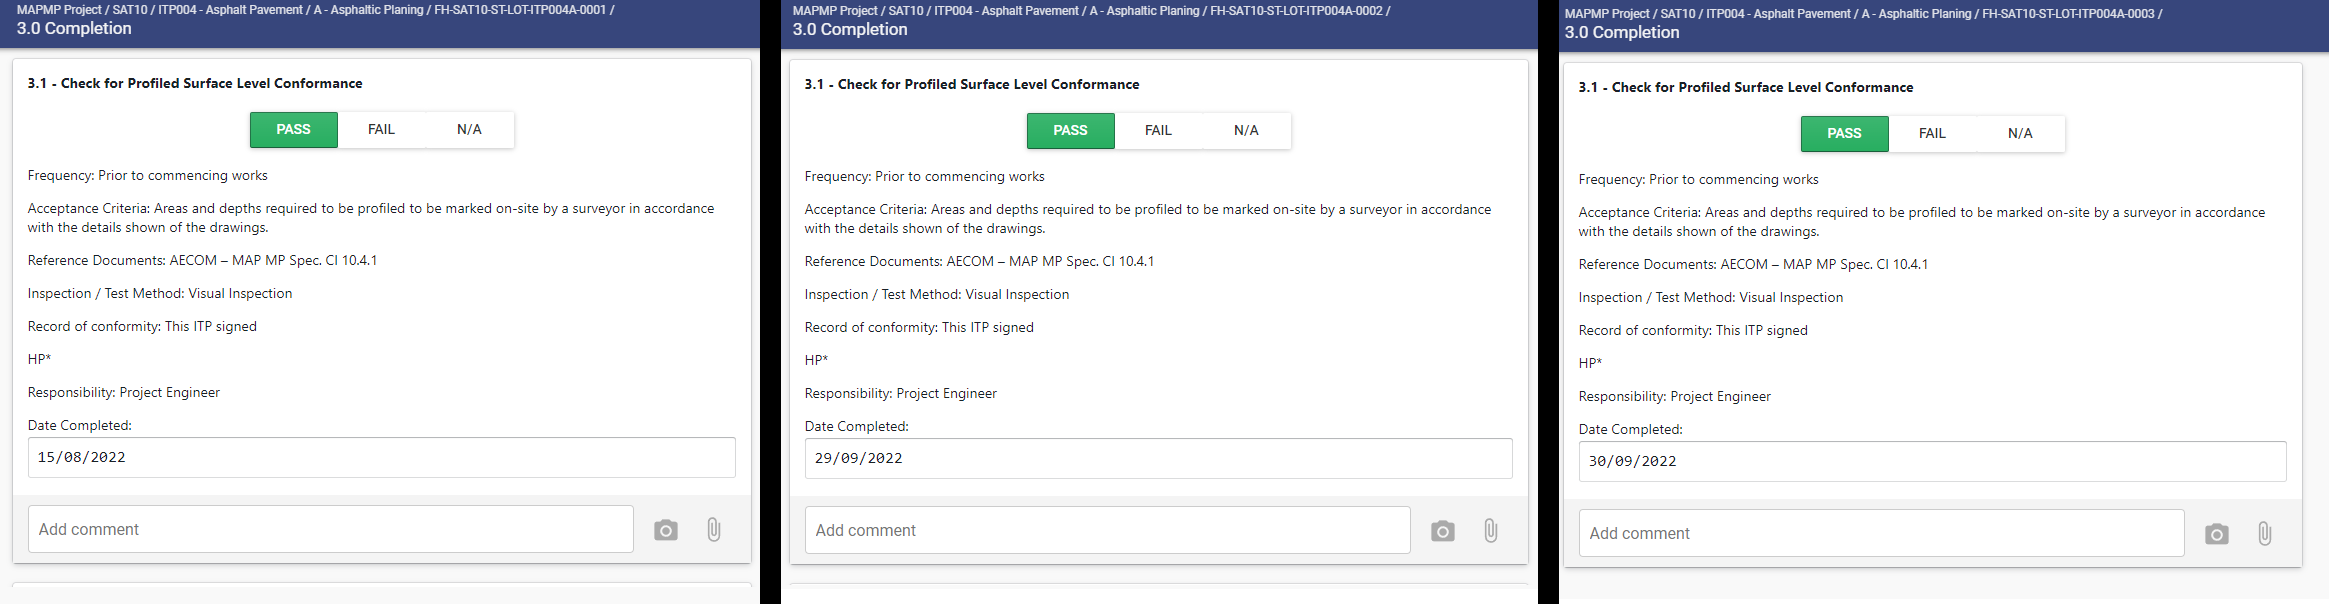 MAPMP Project / SAT10 / ITP004 - Asphalt Pavement / A - Asphaltic Planing / FH-SAT10-ST-LOT-ITP004A-0001 /
3.0 Completion
3.1 - Check for Profiled Surface Level Conformance
PASS FAIL N/A
Frequency: Prior to commencing works
Acceptance Criteria: Areas and depths required to be profiled to be marked on-site by a surveyor in accordance
with the details shown of the drawings.
Reference Documents: AECOM – MAP MP Spec. CI 10.4.1
Inspection / Test Method: Visual Inspection
Record of conformity: This ITP signed
HP*
Responsibility: Project Engineer
Date Completed:
15/08/2022
Add comment
MAPMP Project / SAT10 / ITP004 - Asphalt Pavement / A - Asphaltic Planing / FH-SAT10-ST-LOT-ITP004A-0002 /
3.0 Completion
3.1 - Check for Profiled Surface Level Conformance
PASS FAIL N/A
Frequency: Prior to commencing works
Acceptance Criteria: Areas and depths required to be profiled to be marked on-site by a surveyor in accordance
with the details shown of the drawings.
Reference Documents: AECOM – MAP MP Spec. CI 10.4.1
Inspection / Test Method: Visual Inspection
Record of conformity: This ITP signed
HP*
Responsibility: Project Engineer
Date Completed:
29/09/2022
Add comment
MAPMP Project / SAT10 / ITP004 - Asphalt Pavement / A - Asphaltic Planing / FH-SAT10-ST-LOT-ITP004A-0003 /
3.0 Completion
3.1 - Check for Profiled Surface Level Conformance
PASS FAIL N/A
Frequency: Prior to commencing works
Acceptance Criteria: Areas and depths required to be profiled to be marked on-site by a surveyor in accordance
with the details shown of the drawings.
Reference Documents: AECOM – MAP MP Spec. CI 10.4.1
Inspection / Test Method: Visual Inspection
Record of conformity: This ITP signed
HP*
Responsibility: Project Engineer
Date Completed:
30/09/2022
Add comment